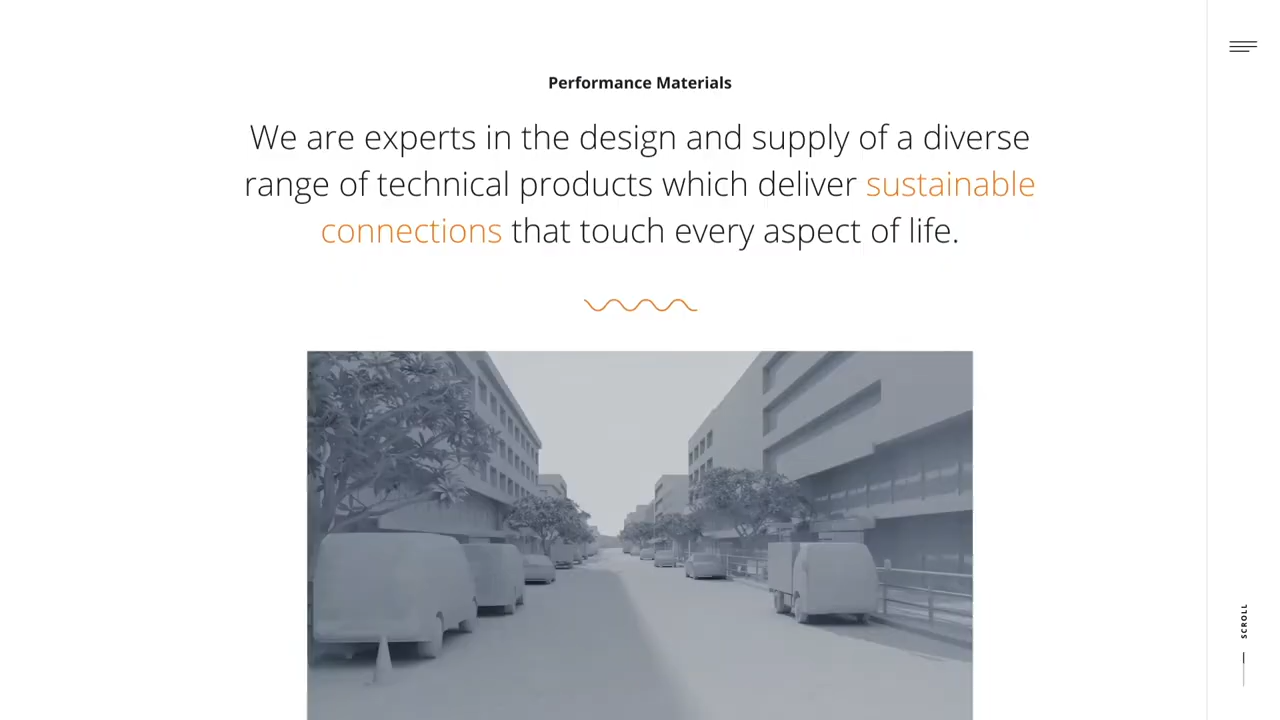 Performance Materials
We are experts in the design and supply of a diverse
range of technical products which deliver sustainable
connections that touch every aspect of life.
SCROLL